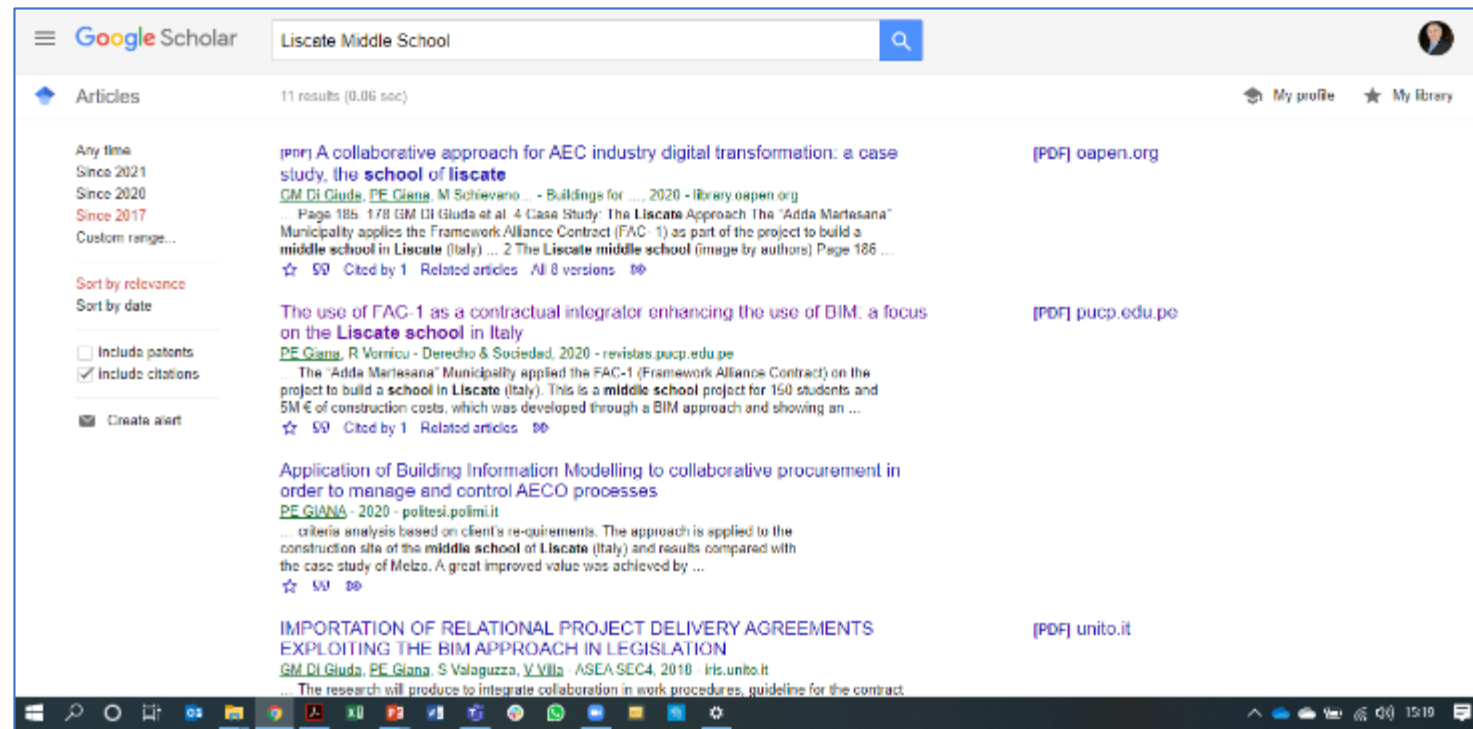 Google Scholar
Liscate Middle School
Articles
11 results (0.06 sec)
My profile
My library
Any time
Since 2021
Since 2020
Since 2017
Custom range...
Sort by relevance
Sort by date
include patents
include citations
Create alert
[PDF] A collaborative approach for AEC industry digital transformation: a case
study, the school of liscate
GM Di Giuda, PE Giana, M Schievano... - Buildings for ..., 2020 - library.oapen.org
... Page 185. 178 GM Di Giuda et al. 4 Case Study: The Liscate Approach The "Adda Martesana"
Municipality applies the Framework Alliance Contract (FAC- 1) as part of the project to build a
middle school in Liscate (Italy) ... 2 The Liscate middle school (image by authors) Page 186 ...
Cited by 1 Related articles All 8 versions
[PDF] oapen.org
The use of FAC-1 as a contractual integrator enhancing the use of BIM: a focus
on the Liscate school in Italy
PE Giana, R Vornicu - Derecho & Sociedad, 2020 - revistas.pucp.edu.pe
... The "Adda Martesana" Municipality applied the FAC-1 (Framework Alliance Contract) on the
project to build a school in Liscate (Italy). This is a middle school project for 150 students and
5M € of construction costs, which was developed through a BIM approach and showing an ...
Cited by 1 Related articles
[PDF] pucp.edu.pe
Application of Building Information Modelling to collaborative procurement in
order to manage and control AECO processes
PE GIANA - 2020 - politesi.polimi.it
... criteria analysis based on client's re-quirements. The approach is applied to the
construction site of the middle school of Liscate (Italy) and results compared with
the case study of Melzo. A great improved value was achieved by ...
IMPORTATION OF RELATIONAL PROJECT DELIVERY AGREEMENTS
EXPLOITING THE BIM APPROACH IN LEGISLATION
GM Di Giuda, PE Giana, S Valaguzza, V Villa - ASEA SEC4, 2018 - iris.unito.it
... The research will produce to integrate collaboration in work procedures, guideline for the contract
[PDF] unito.it
15:19